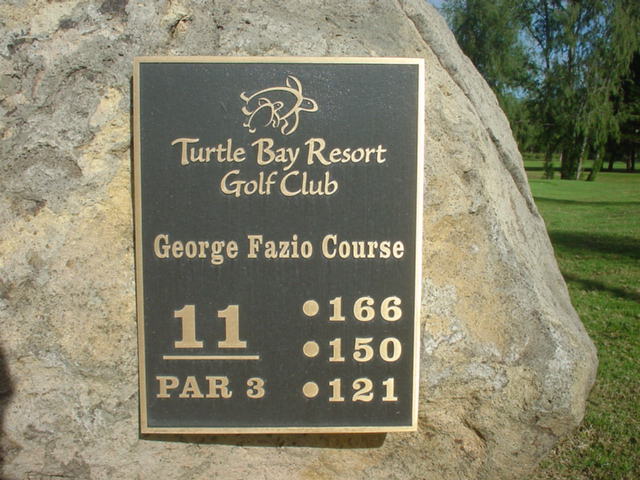 Turtle Bay Resort
Golf Club
George Fazio Course
11
PAR 3
166
150
121